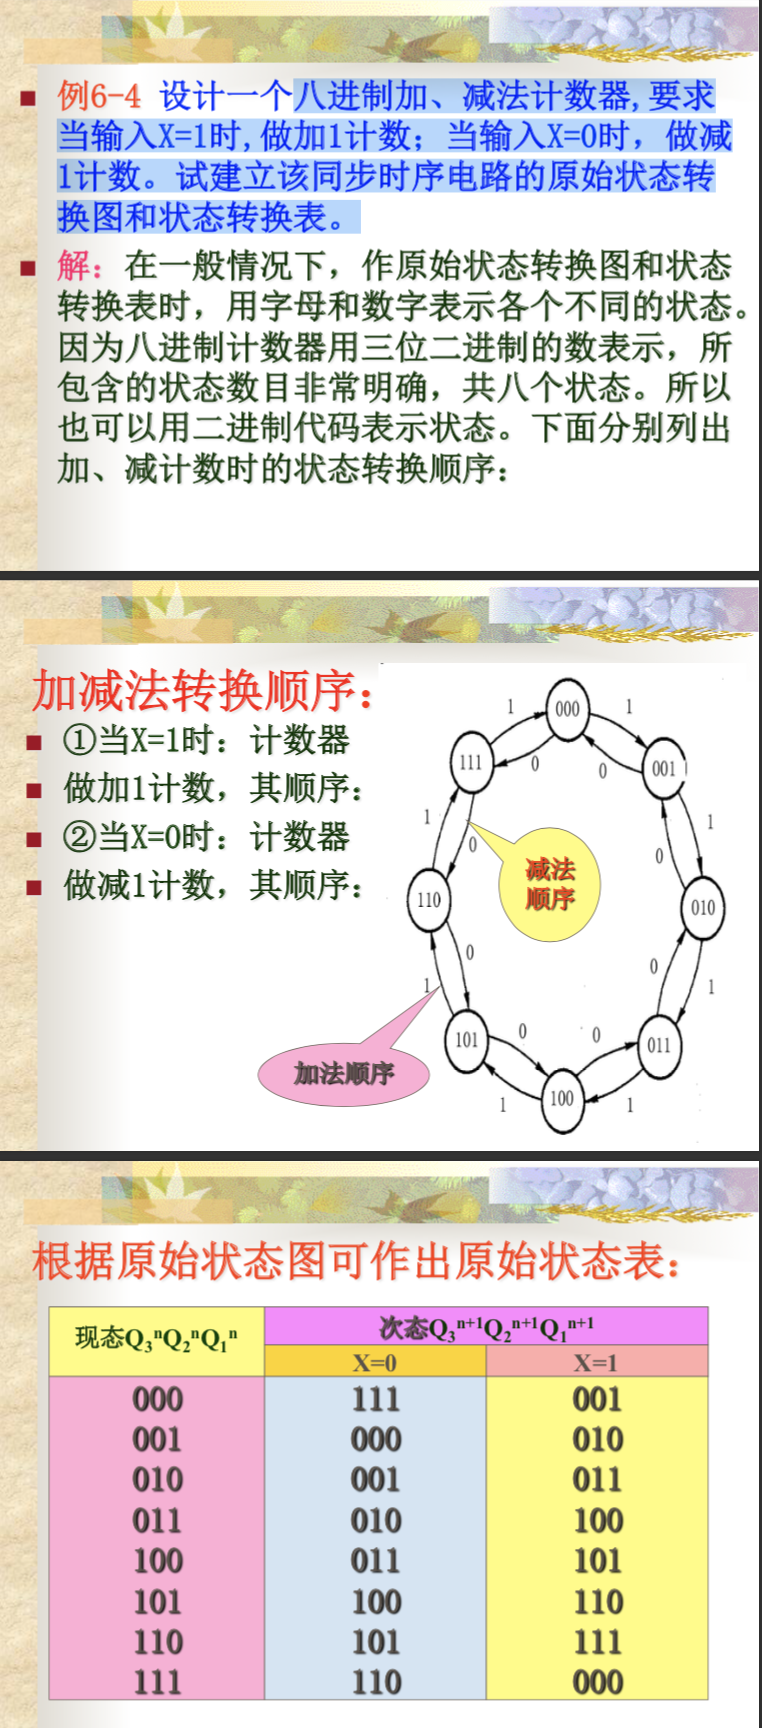 例6-4 设计一个八进制加、减法计数器,要求
当输入X=1时,做加1计数；当输入X=0时，做减
1计数。试建立该同步时序电路的原始状态转
换图和状态转换表。
解：在一般情况下，作原始状态转换图和状态
转换表时，用字母和数字表示各个不同的状态。
因为八进制计数器用三位二进制的数表示，所
包含的状态数目非常明确，共八个状态。所以
也可以用二进制代码表示状态。下面分别列出
加、减计数时的状态转换顺序：
加减法转换顺序：
①当X=1时：计数器
做加1计数，其顺序：
②当X=0时：计数器
做减1计数，其顺序：
1 000 1
111 0 0 001
1 0 0 1
减法
顺序
110 010
0 0
1 1
101 0 0 011
加法顺序
1 100 1
根据原始状态图可作出原始状态表：
现态Q₃ⁿQ₂ⁿQ₁ⁿ 次态Q₃ⁿ⁺¹Q₂ⁿ⁺¹Q₁ⁿ⁺¹
X=0 X=1
000 111 001
001 000 010
010 001 011
011 010 100
100 011 101
101 100 110
110 101 111
111 110 000